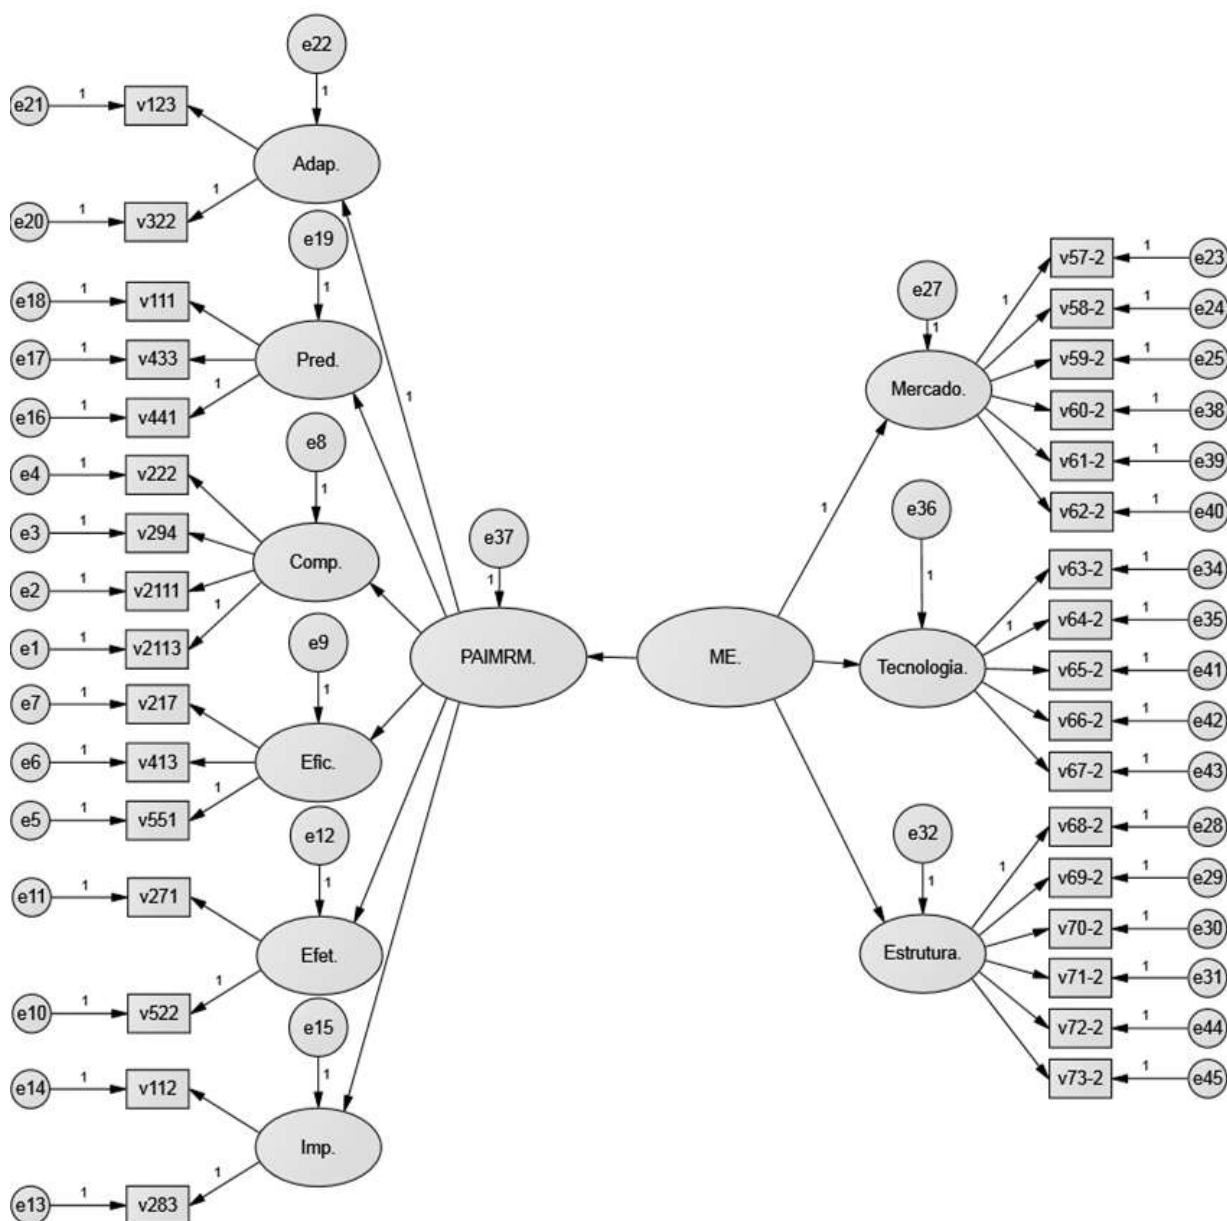 e22
1
e21 1 v123
Adap.
1
e20 1 v322
e19
1
e18 1 v111
e17 1 v433
Pred.
1
e16 1 v441
1
e8
1
e4 1 v222
e3 1 v294
Comp.
e2 1 v2111
1
e1 1 v2113
e9
1
e7 1 v217
e6 1 v413
Efic.
1
e5 1 v551
e12
1
e11 1 v271
Efet.
1
e10 1 v522
e15
1
e14 1 v112
Imp.
1
e13 1 v283
e37
1
PAIMRM.
ME.
1
e27
1
Mercado.
1
v57-2 1 e23
v58-2 1 e24
v59-2 1 e25
v60-2 1 e38
v61-2 1 e39
v62-2 1 e40
e36
1
Tecnologia.
v63-2 1 e34
1
v64-2 1 e35
v65-2 1 e41
v66-2 1 e42
v67-2 1 e43
e32
1
Estrutura.
1
v68-2 1 e28
v69-2 1 e29
v70-2 1 e30
v71-2 1 e31
v72-2 1 e44
v73-2 1 e45